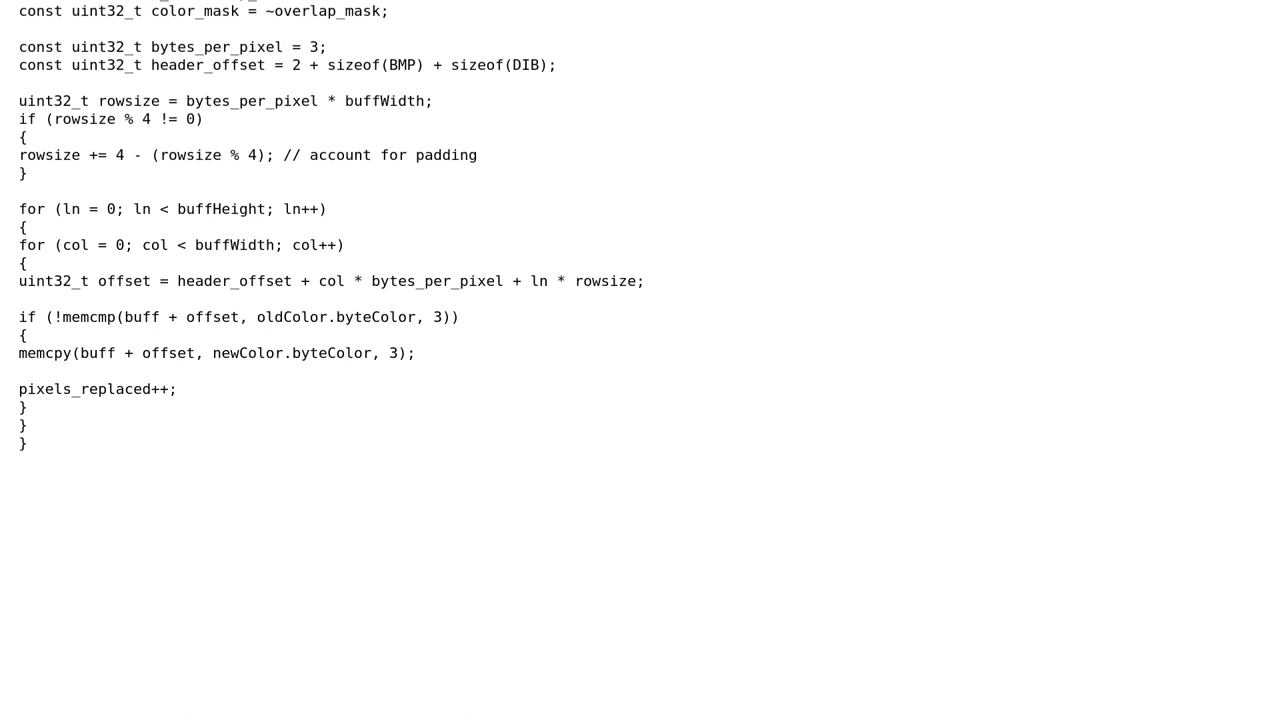 const uint32_t color_mask = ~overlap_mask;
const uint32_t bytes_per_pixel = 3;
const uint32_t header_offset = 2 + sizeof(BMP) + sizeof(DIB);
uint32_t rowsize = bytes_per_pixel * buffWidth;
if (rowsize % 4 != 0)
{
rowsize += 4 - (rowsize % 4); // account for padding
}
for (ln = 0; ln < buffHeight; ln++)
{
for (col = 0; col < buffWidth; col++)
{
uint32_t offset = header_offset + col * bytes_per_pixel + ln * rowsize;
if (!memcmp(buff + offset, oldColor.byteColor, 3))
{
memcpy(buff + offset, newColor.byteColor, 3);
pixels_replaced++;
}
}
}